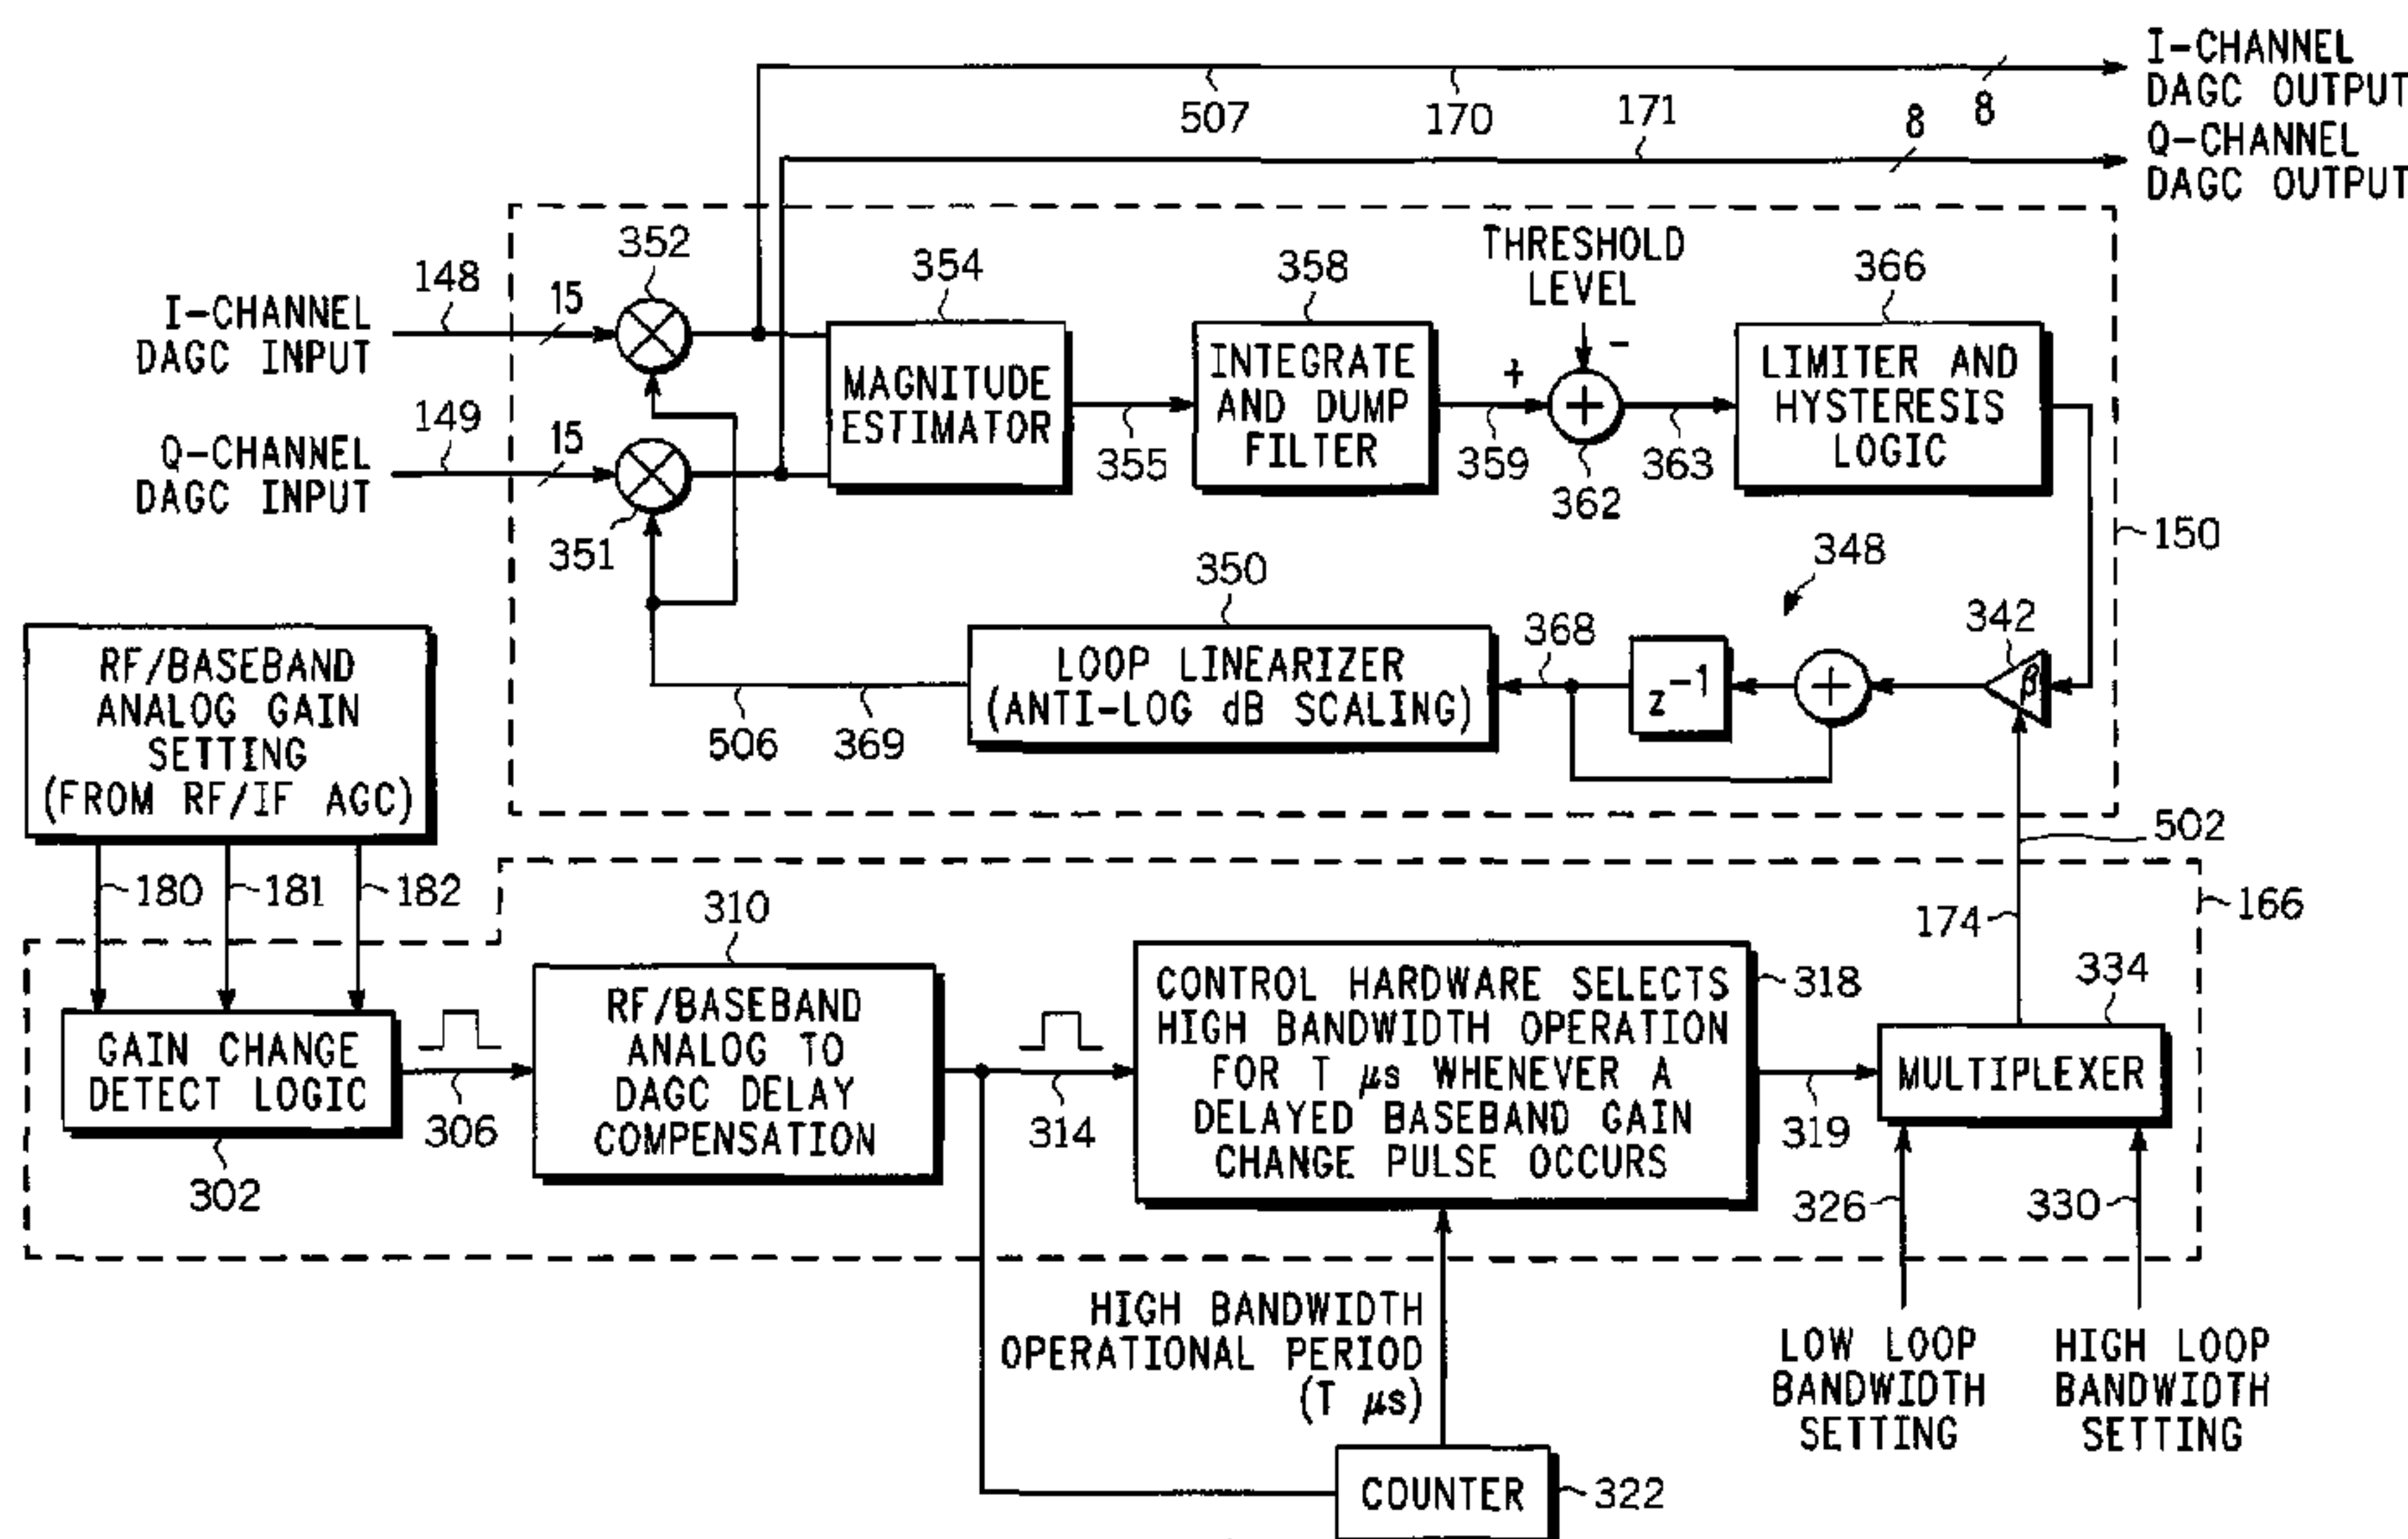 I-CHANNEL
DAGC OUTPUT
8
507
170
171
8
Q-CHANNEL
DAGC OUTPUT
352
354
358
THRESHOLD
LEVEL
366
148
15
I-CHANNEL
DAGC INPUT
149
15
Q-CHANNEL
DAGC INPUT
351
MAGNITUDE
ESTIMATOR
355
INTEGRATE
AND DUMP
FILTER
359
+
-
+
362
363
LIMITER AND
HYSTERESIS
LOGIC
150
348
350
368
342
LOOP LINEARIZER
(ANTI-LOG dB SCALING)
z-1
+
β
506
369
RF/BASEBAND
ANALOG GAIN
SETTING
(FROM RF/IF AGC)
180
181
182
502
174
166
310
318
334
GAIN CHANGE
DETECT LOGIC
302
306
RF/BASEBAND
ANALOG TO
DAGC DELAY
COMPENSATION
314
CONTROL HARDWARE SELECTS
HIGH BANDWIDTH OPERATION
FOR T μs WHENEVER A
DELAYED BASEBAND GAIN
CHANGE PULSE OCCURS
319
MULTIPLEXER
326
330
HIGH BANDWIDTH
OPERATIONAL PERIOD
(T μs)
LOW LOOP
BANDWIDTH
SETTING
HIGH LOOP
BANDWIDTH
SETTING
COUNTER
322